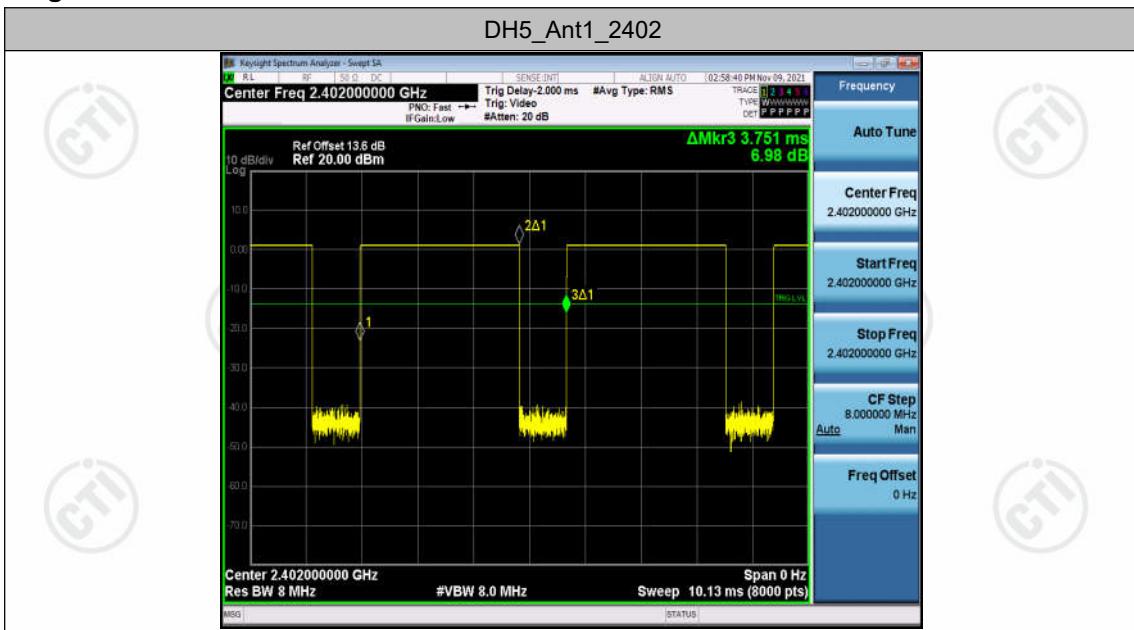 DH5_Ant1_2402
Keysight Spectrum Analyzer - Swept SA
RL RF 50 Ω DC SENSE:INT ALIGN AUTO 02:58:40 PM Nov 09, 2021
Center Freq 2.402000000 GHz
PNO: Fast
IFGain:Low
Trig Delay-2.000 ms
Trig: Video
#Atten: 20 dB
#Avg Type: RMS
TRACE 1 2 3 4 5 6
TYPE WWWWWW
DET P P P P P P
ΔMkr3 3.751 ms
6.98 dB
Ref Offset 13.6 dB
10 dB/div Ref 20.00 dBm
Log
10.0
0.00
-10.0
-20.0
-30.0
-40.0
-50.0
-60.0
-70.0
2Δ1
3Δ1
1
TRIG LVL
Center 2.402000000 GHz Span 0 Hz
Res BW 8 MHz #VBW 8.0 MHz Sweep 10.13 ms (8000 pts)
MSG STATUS
Frequency
Auto Tune
Center Freq
2.402000000 GHz
Start Freq
2.402000000 GHz
Stop Freq
2.402000000 GHz
CF Step
8.000000 MHz
Auto Man
Freq Offset
0 Hz
CTI
CTI
CTI
CTI